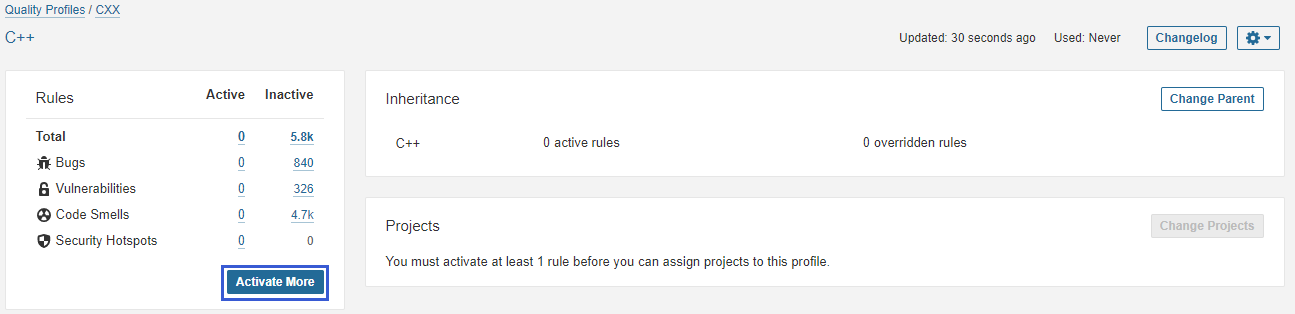 Quality Profiles / CXX
C++
Updated: 30 seconds ago Used: Never Changelog
Rules Active Inactive
Total 0 5.8k
Bugs 0 840
Vulnerabilities 0 326
Code Smells 0 4.7k
Security Hotspots 0 0
Activate More
Inheritance Change Parent
C++ 0 active rules 0 overridden rules
Projects Change Projects
You must activate at least 1 rule before you can assign projects to this profile.